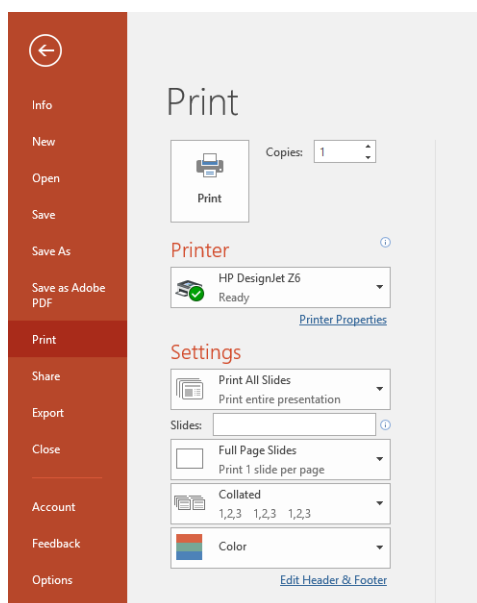 Info
New
Open
Save
Save As
Save as Adobe
PDF
Print
Share
Export
Close
Account
Feedback
Options
Print
Print
Copies: 1
Printer
HP DesignJet Z6
Ready
Printer Properties
Settings
Print All Slides
Print entire presentation
Slides:
Full Page Slides
Print 1 slide per page
Collated
1,2,3 1,2,3 1,2,3
Color
Edit Header & Footer